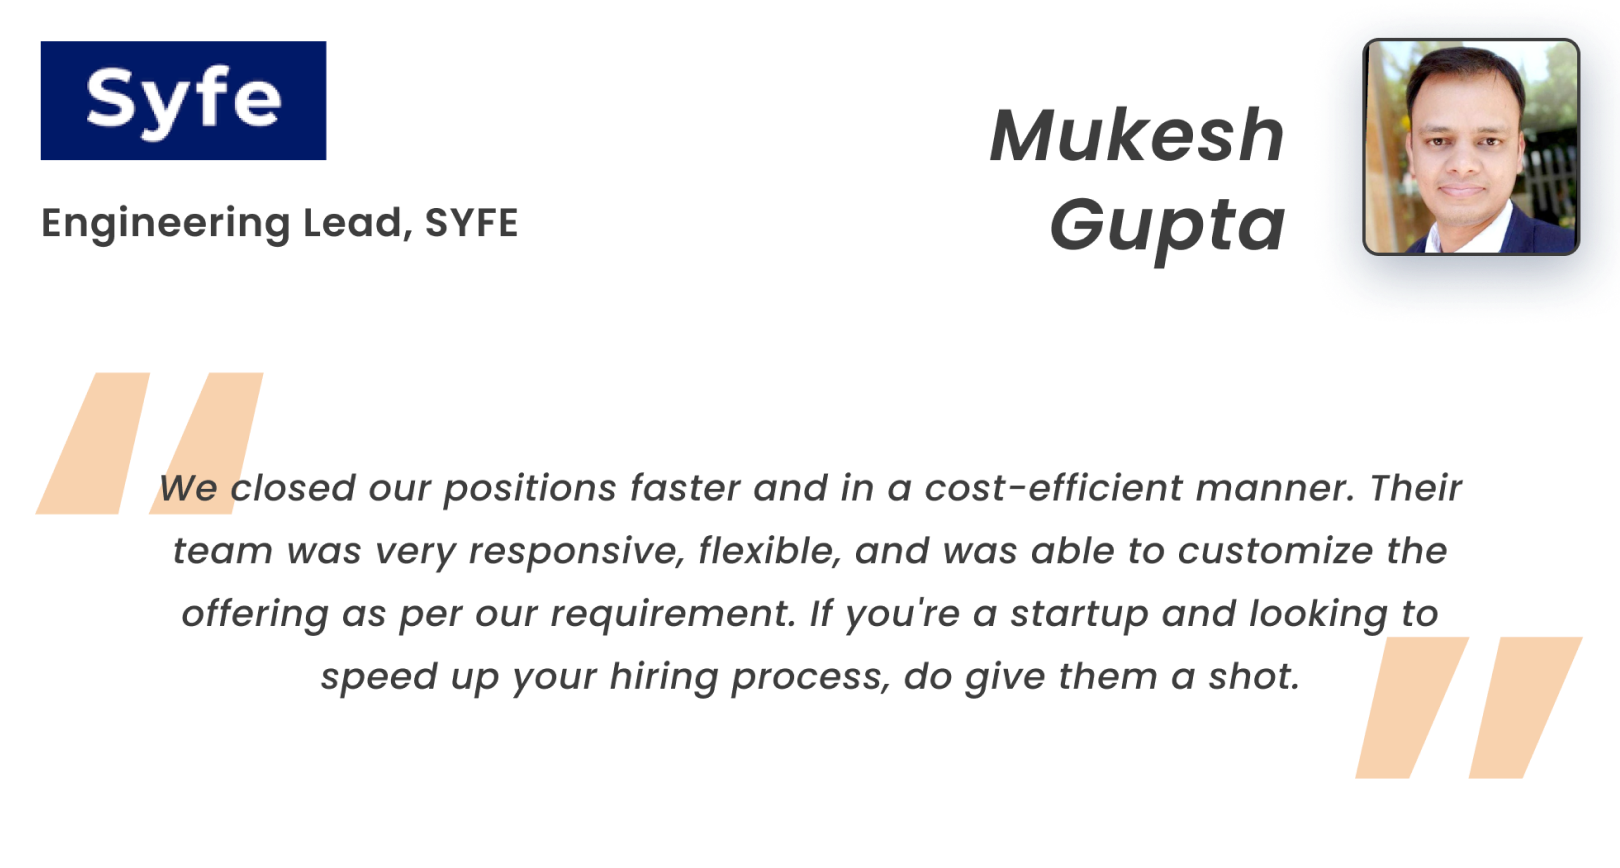 Syfe
Engineering Lead, SYFE
Mukesh
Gupta
We closed our positions faster and in a cost-efficient manner. Their
team was very responsive, flexible, and was able to customize the
offering as per our requirement. If you're a startup and looking to
speed up your hiring process, do give them a shot.